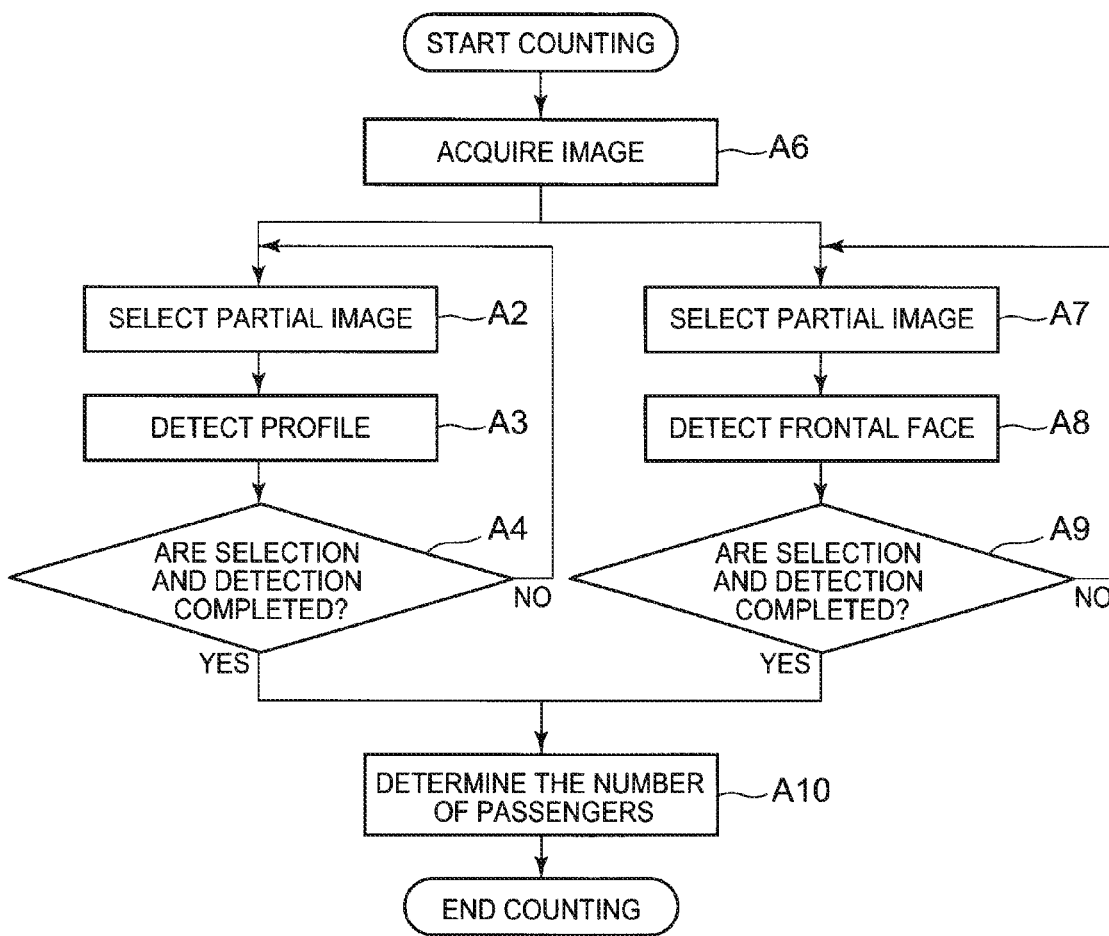 START COUNTING
ACQUIRE IMAGE
A6
SELECT PARTIAL IMAGE
A2
SELECT PARTIAL IMAGE
A7
DETECT PROFILE
A3
DETECT FRONTAL FACE
A8
ARE SELECTION
AND DETECTION
COMPLETED?
A4
NO
YES
ARE SELECTION
AND DETECTION
COMPLETED?
A9
NO
YES
DETERMINE THE NUMBER
OF PASSENGERS
A10
END COUNTING